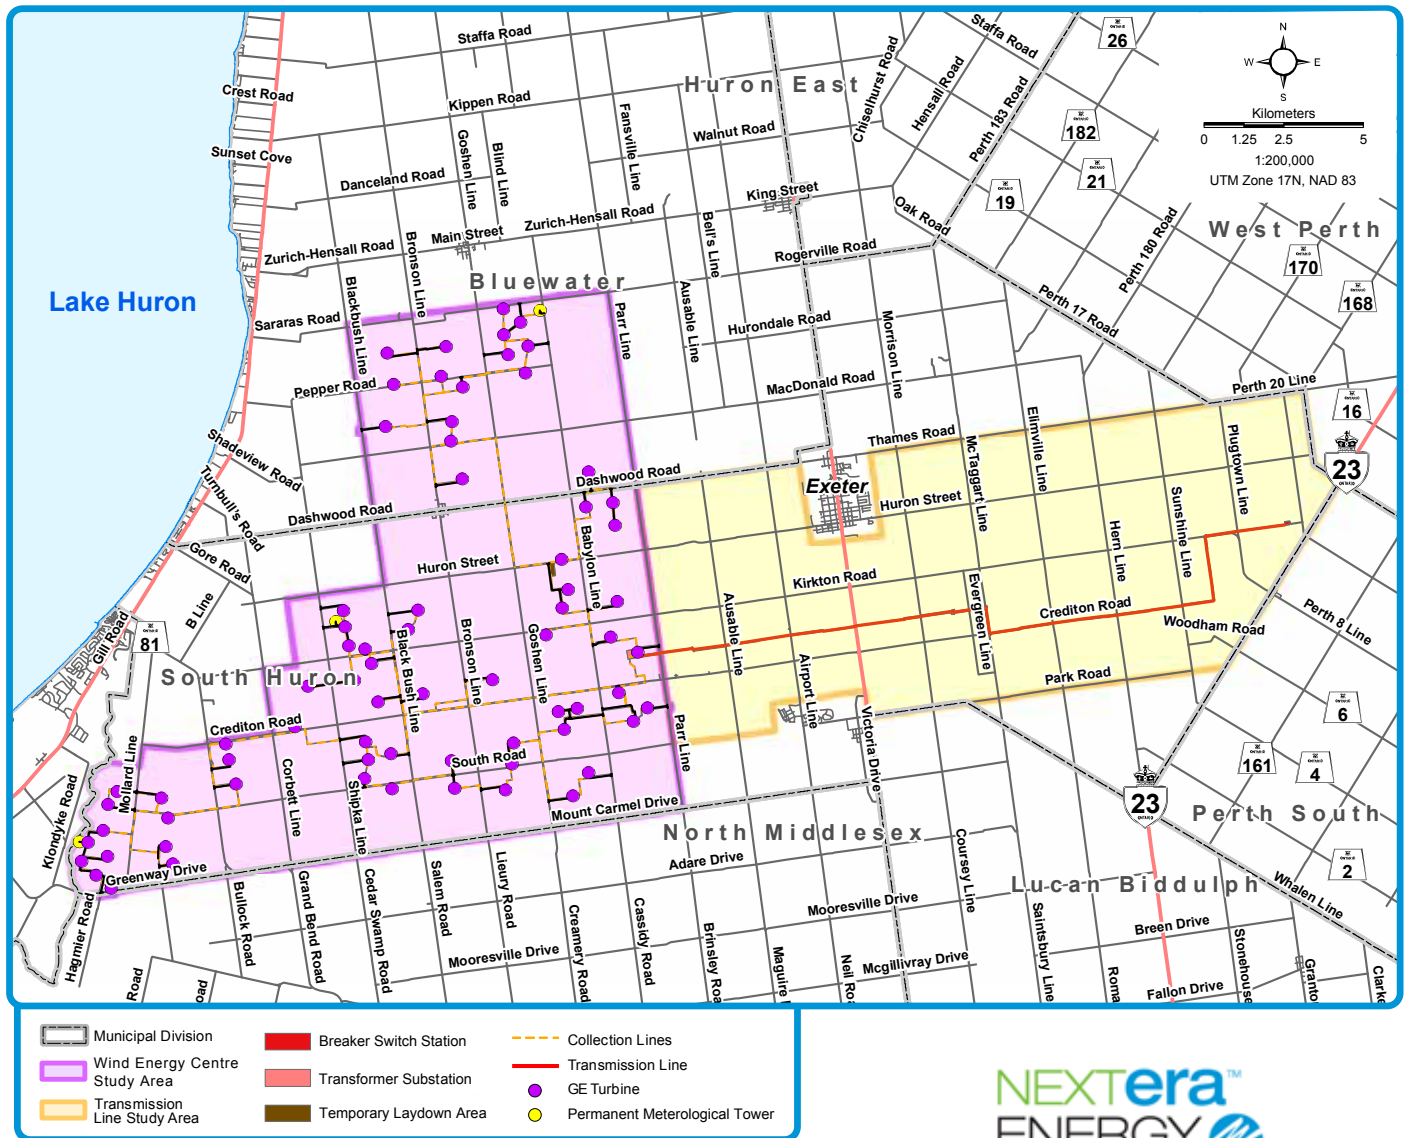 Staffa Road
Staffa Road
26
N
W
E
S
Kilometers
0 1.25 2.5 5
1:200,000
UTM Zone 17N, NAD 83
Crest Road
Kippen Road
Huron East
Chiselhurst Road
Hensall Road
Perth 183 Road
182
Sunset Cove
Goshen Line
Blind Line
Fansville Line
Walnut Road
21
Danceland Road
King Street
19
Oak Road
Zurich-Hensall Road
Main Street
Zurich-Hensall Road
Bronson Line
Bell's Line
Rogerville Road
Perth 180 Road
West Perth
170
168
Bluewater
Lake Huron
Blackbush Line
Sararas Road
Parr Line
Ausable Line
Hurondale Road
Morrison Line
Perth 17 Road
Pepper Road
MacDonald Road
Perth 20 Line
16
Shadeview Road
Turnbull's Road
Thames Road
Elimville Line
McTaggart Line
Plugtown Line
23
ONTARIO
Dashwood Road
Dashwood Road
Exeter
Huron Street
Sunshine Line
Hern Line
Gore Road
Huron Street
Babylon Line
Kirkton Road
Evergreen Line
Crediton Road
B Line
Gill Road
81
Black Bush Line
Bronson Line
Goshen Line
Ausable Line
Airport Line
Woodham Road
Perth 8 Line
South Huron
Park Road
6
Crediton Road
Parr Line
Victoria Drive
161
4
Mollard Line
Corbett Line
Shipka Line
South Road
Mount Carmel Drive
23
ONTARIO
Perth South
Klondyke Road
North Middlesex
Coursey Line
Adare Drive
2
Greenway Drive
Lucan Biddulph
Whalen Line
Hagmier Road
Bullock Road
Grand Bend Road
Cedar Swamp Road
Salem Road
Lieury Road
Creamery Road
Cassidy Road
Brinsley Roa
Mooresville Drive
Mooresville Drive
Maguire
Neil Roa
Mcgillivray Drive
Saintsbury Line
Roma
Breen Drive
Fallon Drive
Stonehouse
Granto
Clarke
Road
oad
Municipal Division
Wind Energy Centre
Study Area
Transmission
Line Study Area
Breaker Switch Station
Transformer Substation
Temporary Laydown Area
Collection Lines
Transmission Line
GE Turbine
Permanent Meterological Tower
NEXTera™
ENERGY